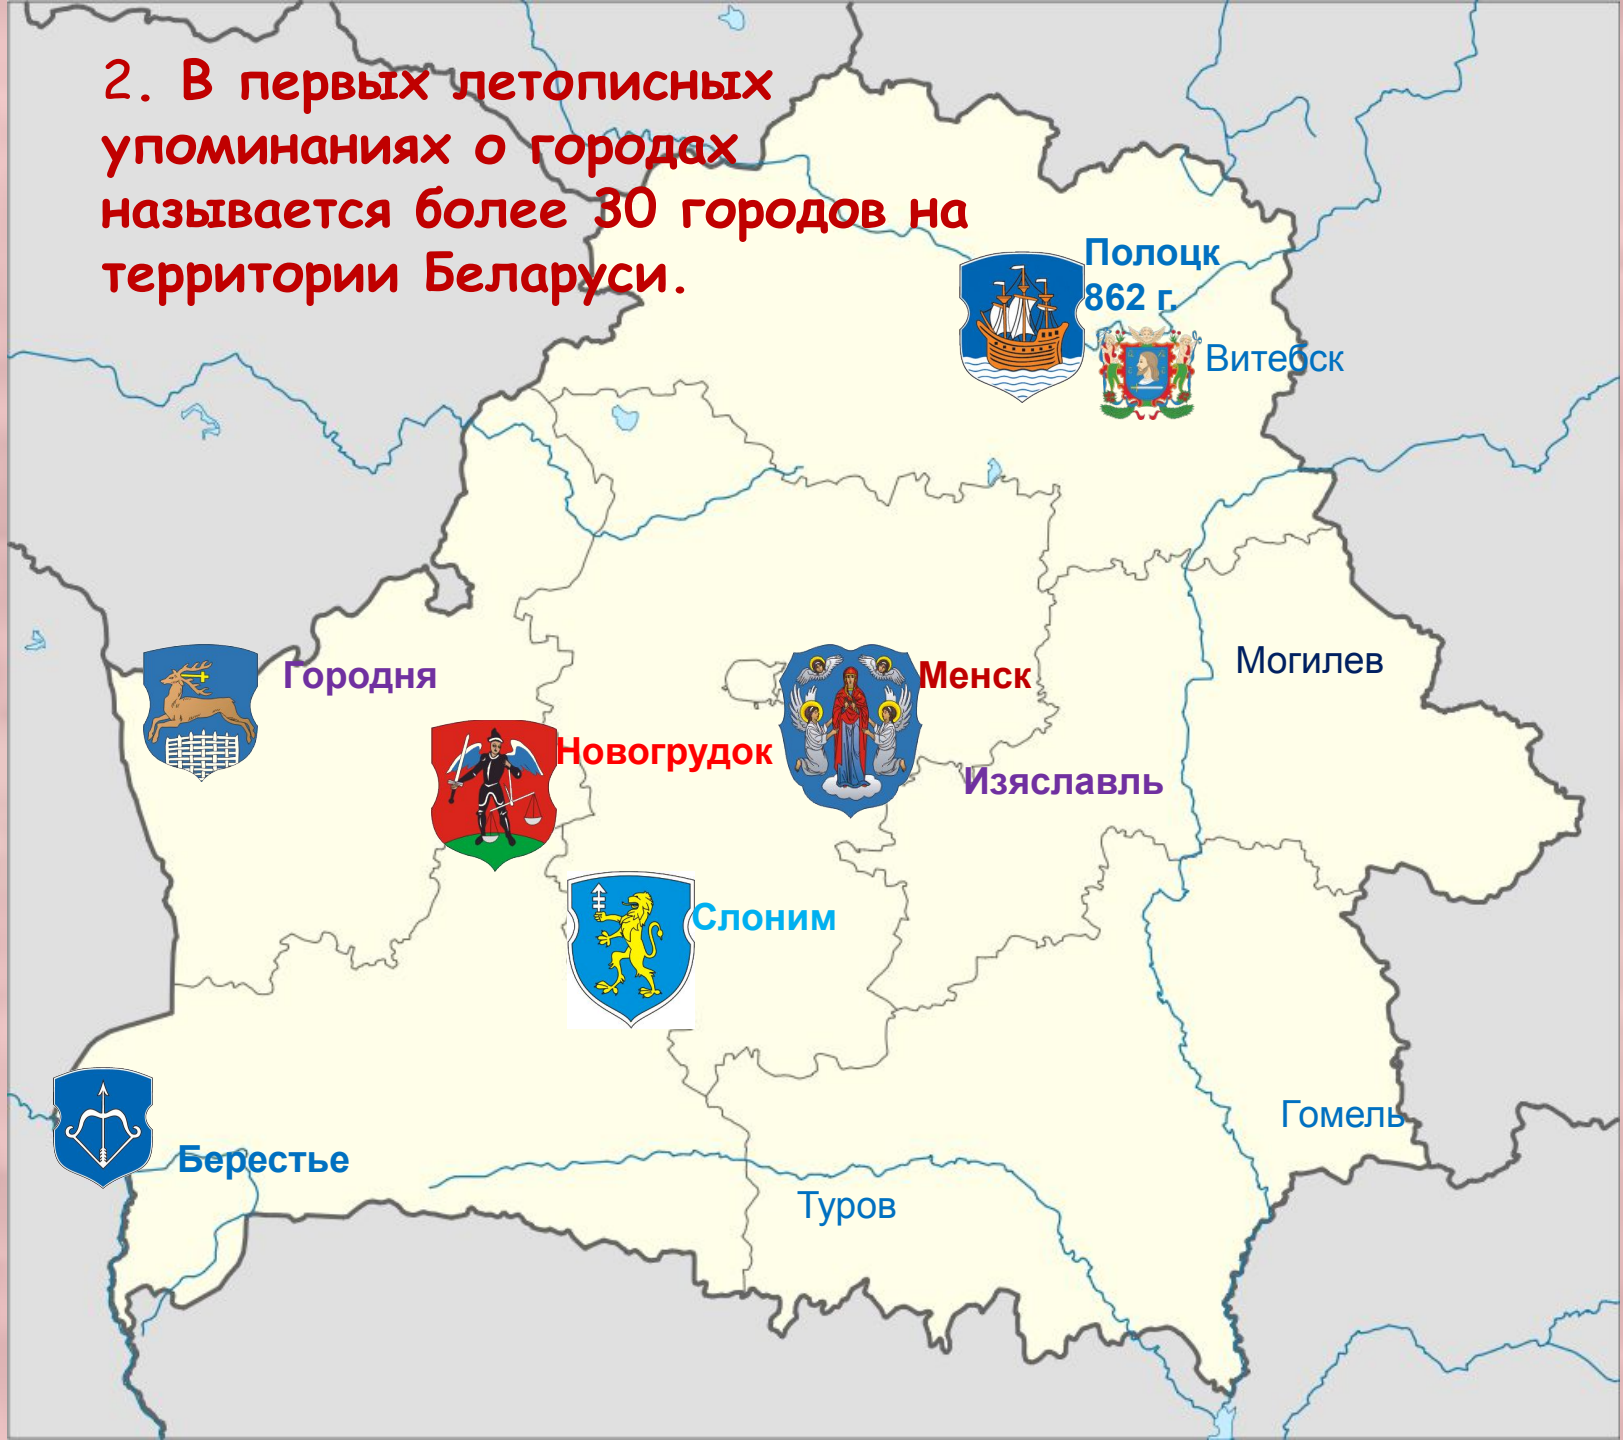 2. В первых летописных
упоминаниях о городах
называется более 30 городов на
территории Беларуси.
Полоцк
862 г.
Витебск
Могилев
Городня
Менск
Новогрудок
Изяславль
Слоним
Гомель
Берестье
Туров